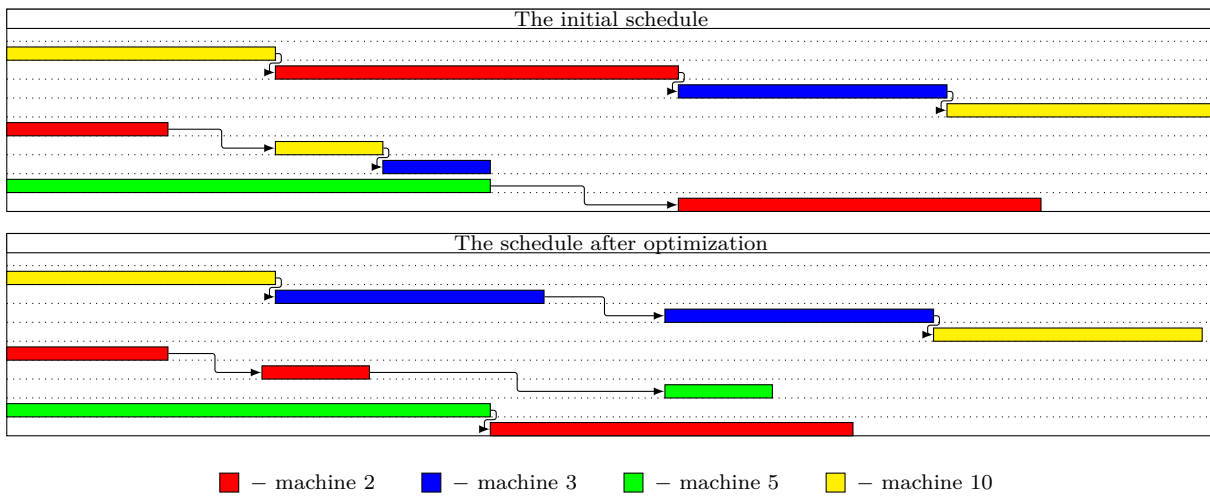 The initial schedule
The schedule after optimization
– machine 2 – machine 3 – machine 5 – machine 10